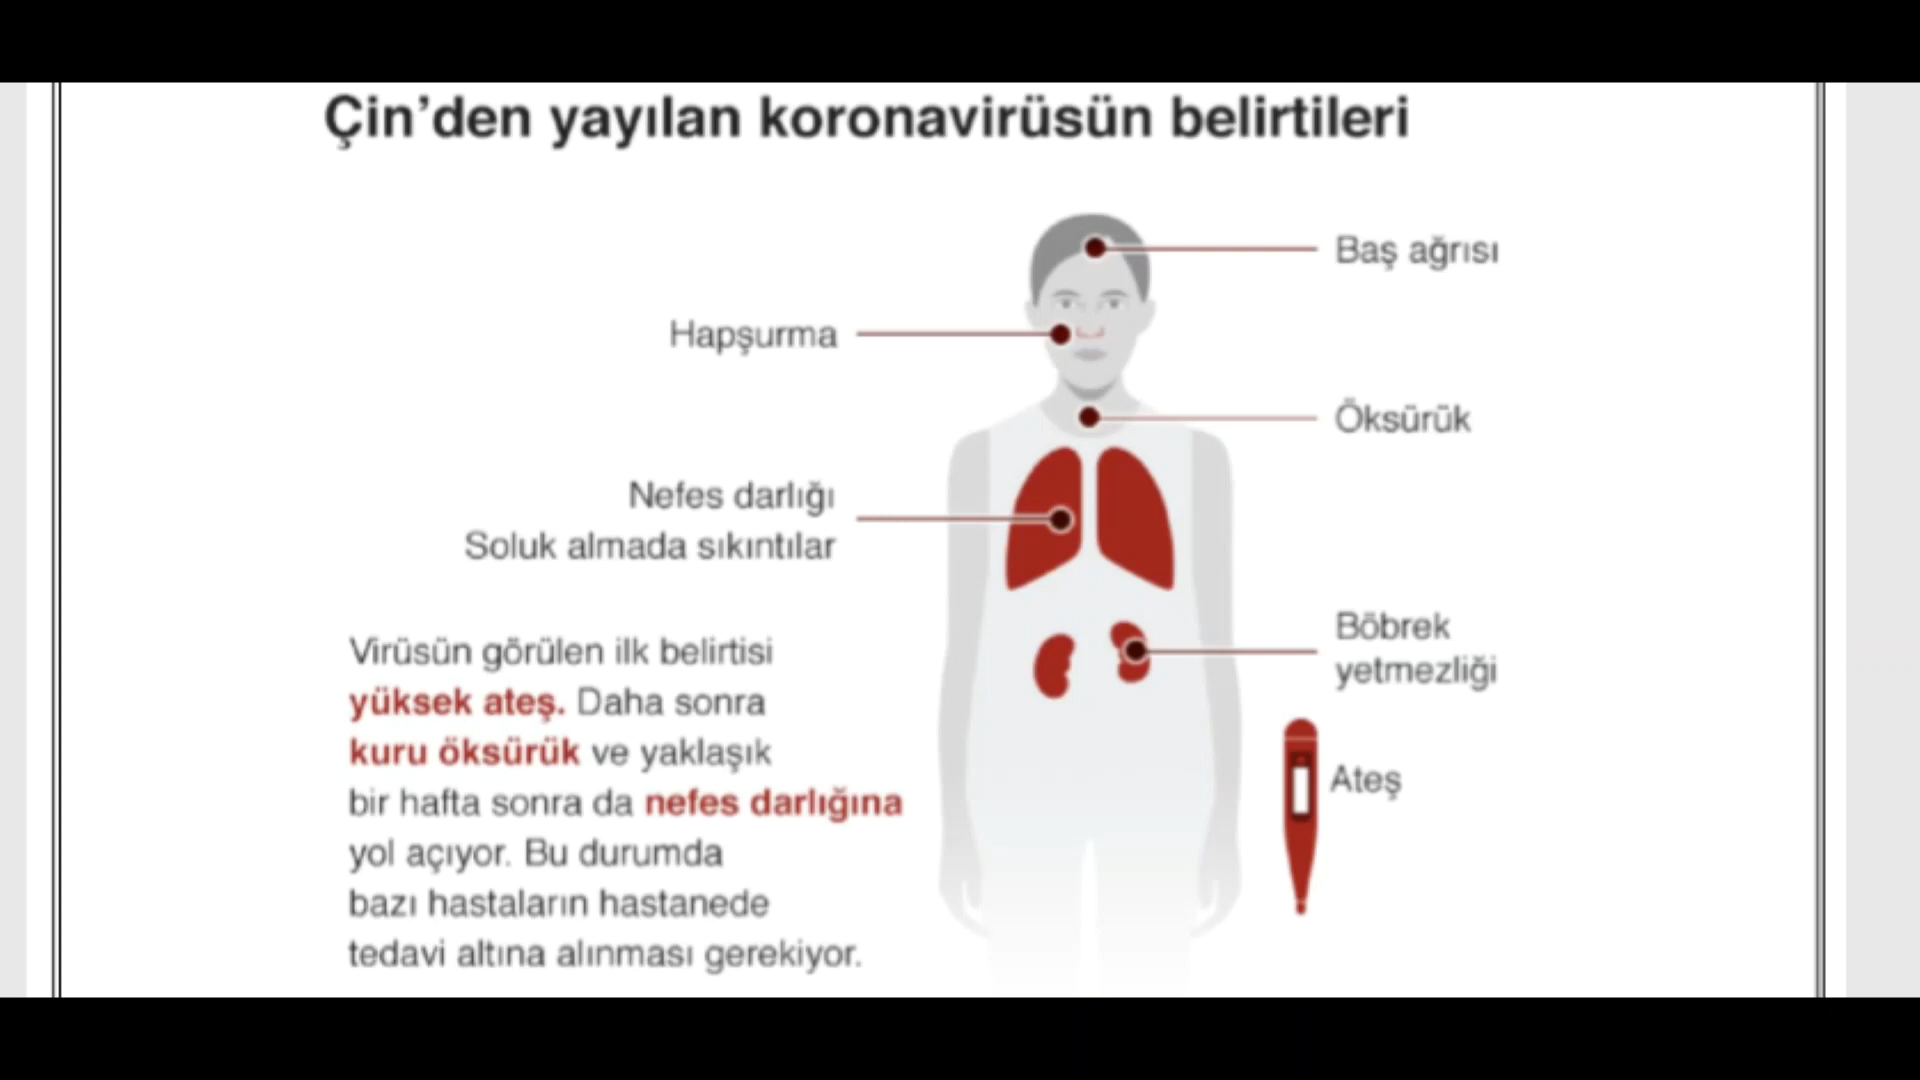 Çin'den yayılan koronavirüsün belirtileri
Baş ağrısı
Hapşurma
Öksürük
Nefes darlığı
Soluk almada sıkıntılar
Böbrek
yetmezliği
Ateş
Virüsün görülen ilk belirtisi
yüksek ateş. Daha sonra
kuru öksürük ve yaklaşık
bir hafta sonra da nefes darlığına
yol açıyor. Bu durumda
bazı hastaların hastanede
tedavi altına alınması gerekiyor.